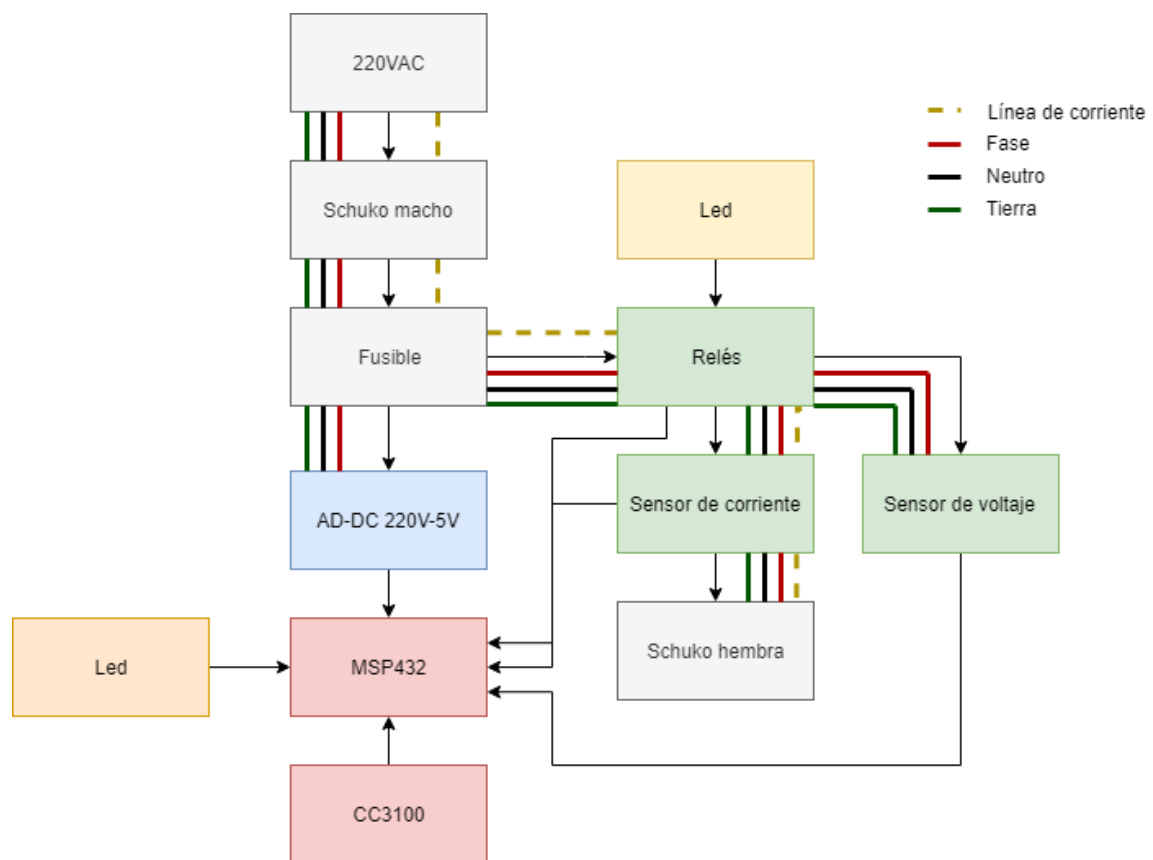 220VAC
Línea de corriente
Fase
Neutro
Tierra
Schuko macho
Led
Fusible
Relés
AD-DC 220V-5V
Sensor de corriente
Sensor de voltaje
Led
MSP432
Schuko hembra
CC3100